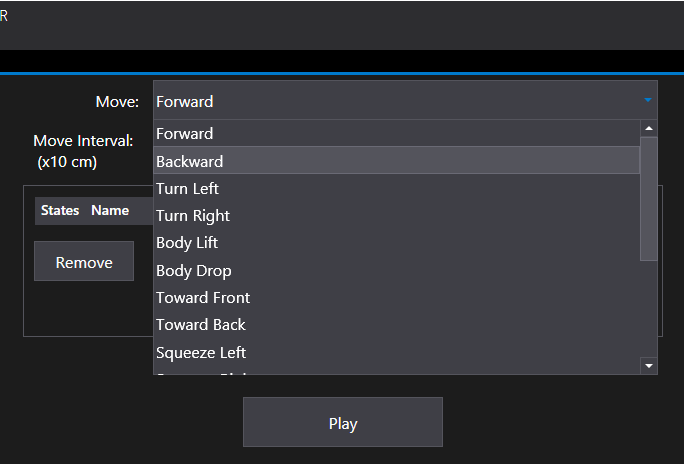 R
Move: Forward
Forward
Move Interval:
(x10 cm)
Backward
Turn Left
States Name
Turn Right
Body Lift
Remove
Body Drop
Toward Front
Toward Back
Squeeze Left
Play